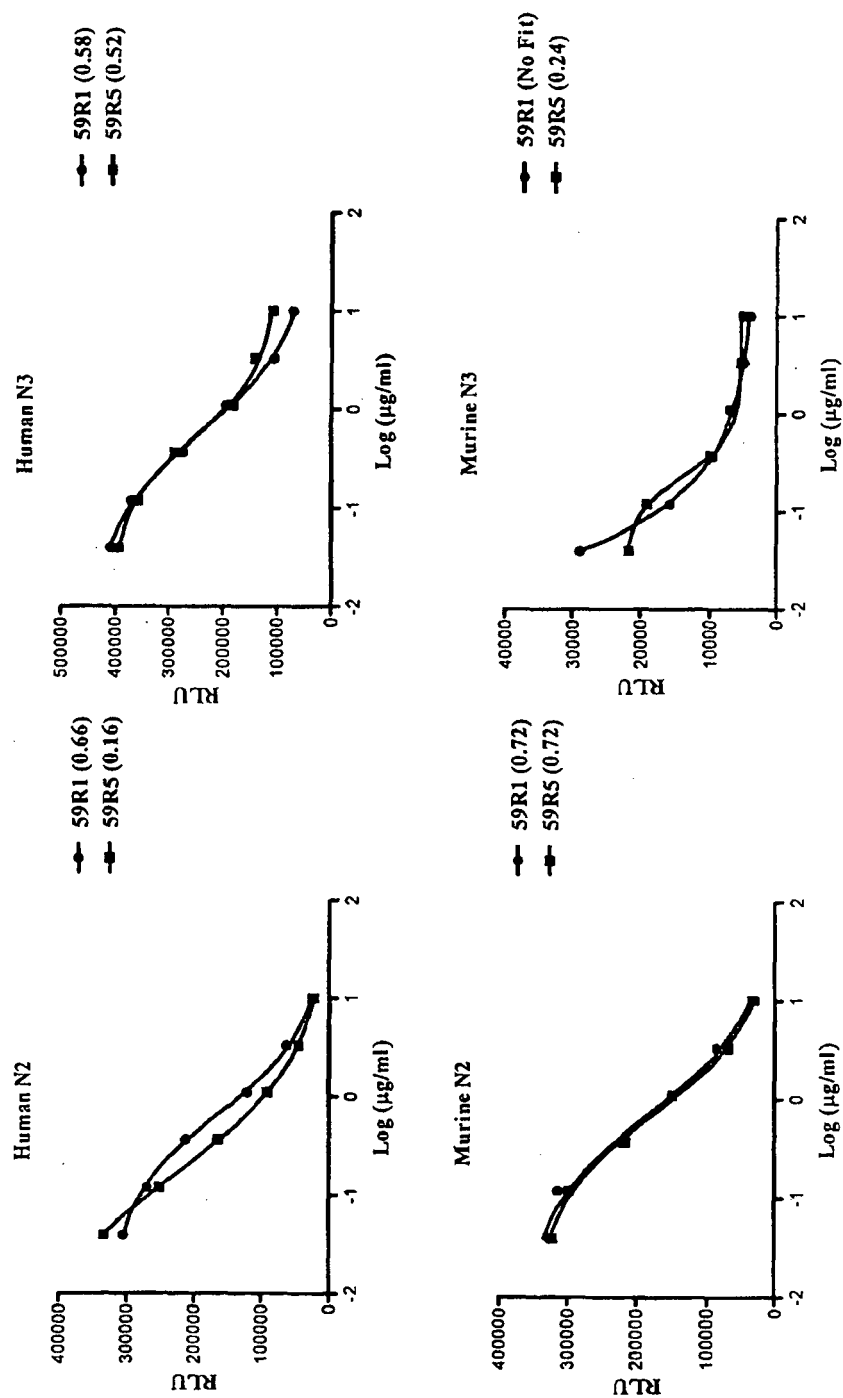 Human N2
400000
300000
200000
100000
0
RLU
-2
-1
0
1
2
Log (µg/ml)
59R1 (0.66)
59R5 (0.16)
Human N3
500000
400000
300000
200000
100000
0
RLU
-2
-1
0
1
2
Log (µg/ml)
59R1 (0.58)
59R5 (0.52)
Murine N2
400000
300000
200000
100000
0
RLU
-2
-1
0
1
2
Log (µg/ml)
59R1 (0.72)
59R5 (0.72)
Murine N3
40000
30000
20000
10000
0
RLU
-2
-1
0
1
2
Log (µg/ml)
59R1 (No Fit)
59R5 (0.24)